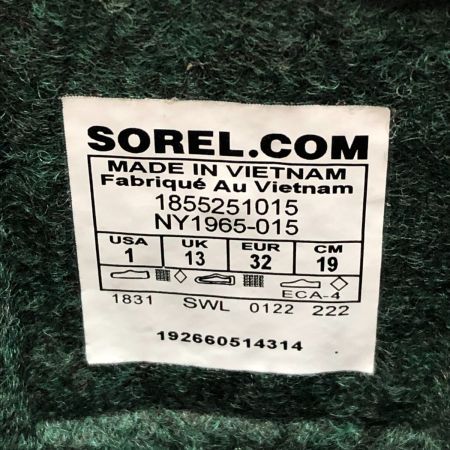 SOREL.COM
MADE IN VIETNAM
Fabriqué Au Vietnam
1855251015
NY1965-015
USA UK EUR CM
1 13 32 19
ECA-4
1831 SWL 0122 222
192660514314